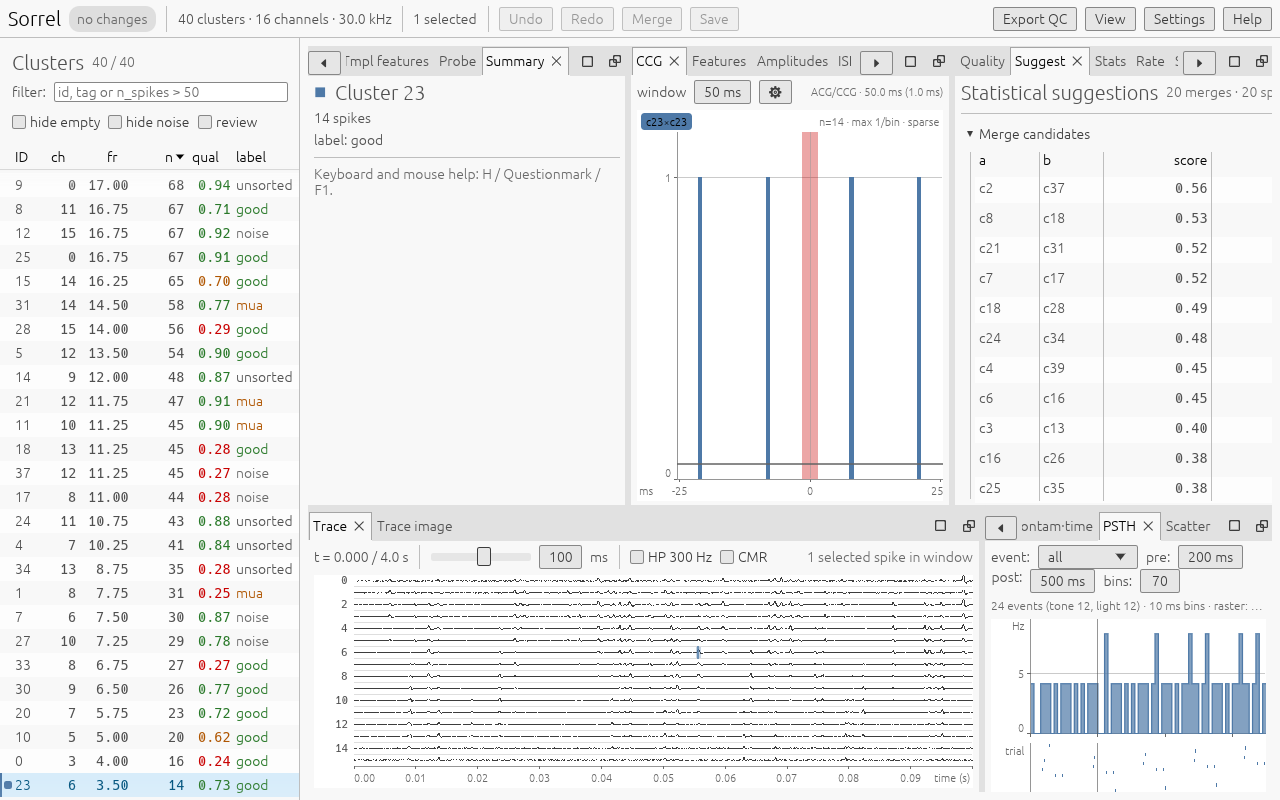 Sorrel no changes 40 clusters · 16 channels · 30.0 kHz 1 selected Undo Redo Merge Save Export QC View Settings Help
Clusters 40 / 40
filter: id, tag or n_spikes > 50
hide empty hide noise review
ID ch fr n qual label
9 0 17.00 68 0.94 unsorted
8 11 16.75 67 0.71 good
12 15 16.75 67 0.92 noise
25 0 16.75 67 0.91 good
15 14 16.25 65 0.70 good
31 14 14.50 58 0.77 mua
28 15 14.00 56 0.29 good
5 12 13.50 54 0.90 good
14 9 12.00 48 0.87 unsorted
21 12 11.75 47 0.91 mua
11 10 11.25 45 0.90 mua
18 13 11.25 45 0.28 good
37 12 11.25 45 0.27 noise
17 8 11.00 44 0.28 noise
24 11 10.75 43 0.88 unsorted
4 7 10.25 41 0.84 unsorted
34 13 8.75 35 0.28 unsorted
1 8 7.75 31 0.25 mua
7 6 7.50 30 0.87 noise
27 10 7.25 29 0.78 noise
33 8 6.75 27 0.27 good
30 9 6.50 26 0.77 good
20 7 5.75 23 0.72 good
10 5 5.00 20 0.62 good
0 3 4.00 16 0.24 good
23 6 3.50 14 0.73 good
Tmpl features Probe Summary
Cluster 23
14 spikes
label: good
Keyboard and mouse help: H / Questionmark /
F1.
CCG Features Amplitudes ISI
window 50 ms ACG/CCG · 50.0 ms (1.0 ms)
c23×c23 n=14 · max 1/bin · sparse
1
0
ms -25 0 25
Quality Suggest Stats Rate
Statistical suggestions 20 merges · 20 sp
Merge candidates
a b score
c2 c37 0.56
c8 c18 0.53
c21 c31 0.52
c7 c17 0.52
c18 c28 0.49
c24 c34 0.48
c4 c39 0.45
c6 c16 0.45
c3 c13 0.40
c16 c26 0.38
c25 c35 0.38
Trace Trace image
t = 0.000 / 4.0 s 100 ms HP 300 Hz CMR 1 selected spike in window
0
2
4
6
8
10
12
14
0.00 0.01 0.02 0.03 0.04 0.05 0.06 0.07 0.08 0.09 time (s)
ontam·time PSTH Scatter
event: all pre: 200 ms
post: 500 ms bins: 70
24 events (tone 12, light 12) · 10 ms bins · raster: …
Hz
5
0
trial